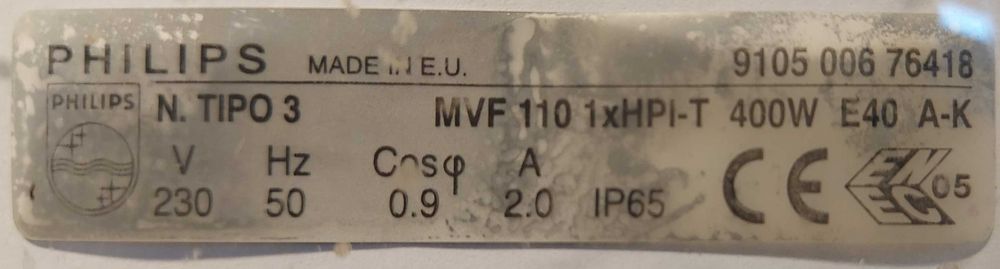 PHILIPS MADE IN E.U. 9105 006 76418
PHILIPS N. TIPO 3 MVF 110 1xHPI-T 400W E40 A-K
V Hz Cosφ A
230 50 0.9 2.0 IP65 CE ENEC 05